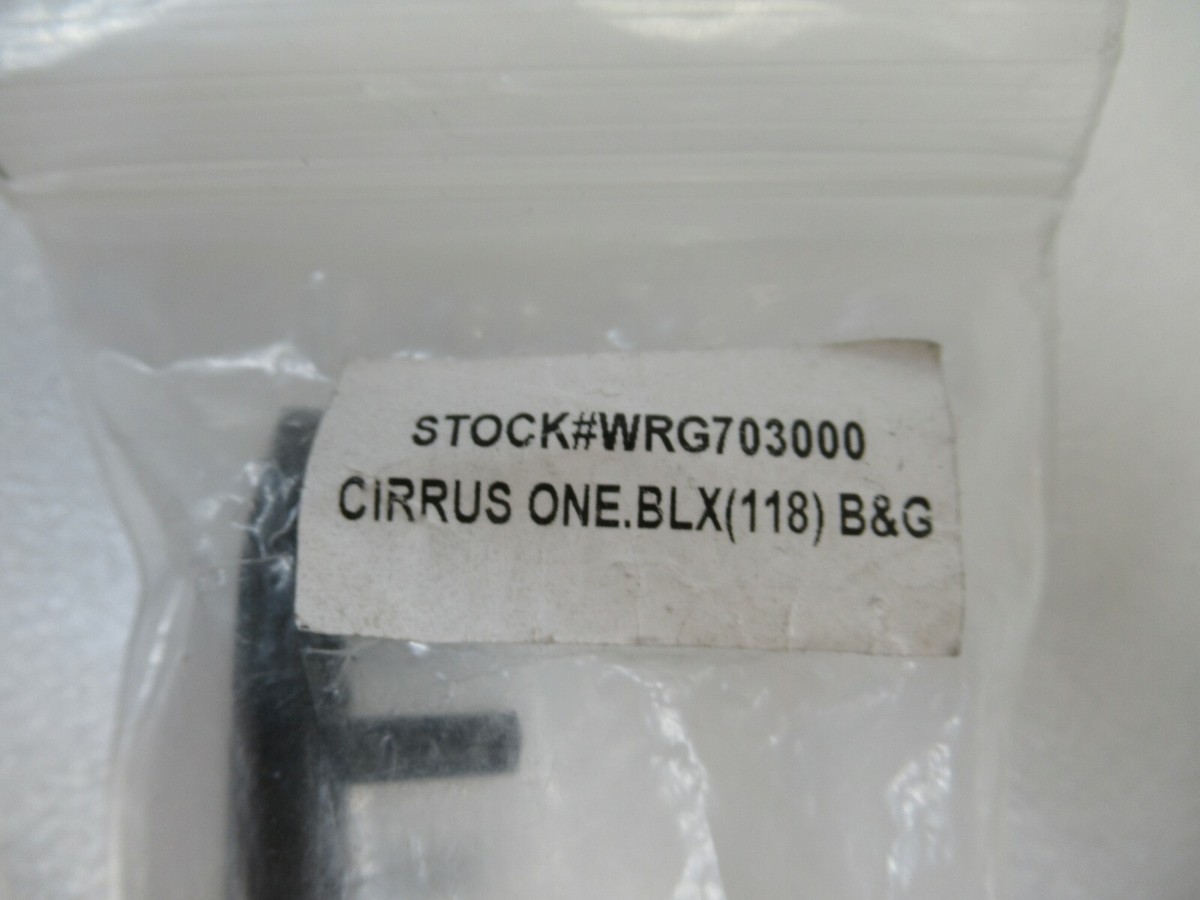 STOCK#WRG703000
CIRRUS ONE.BLX(118) B&G